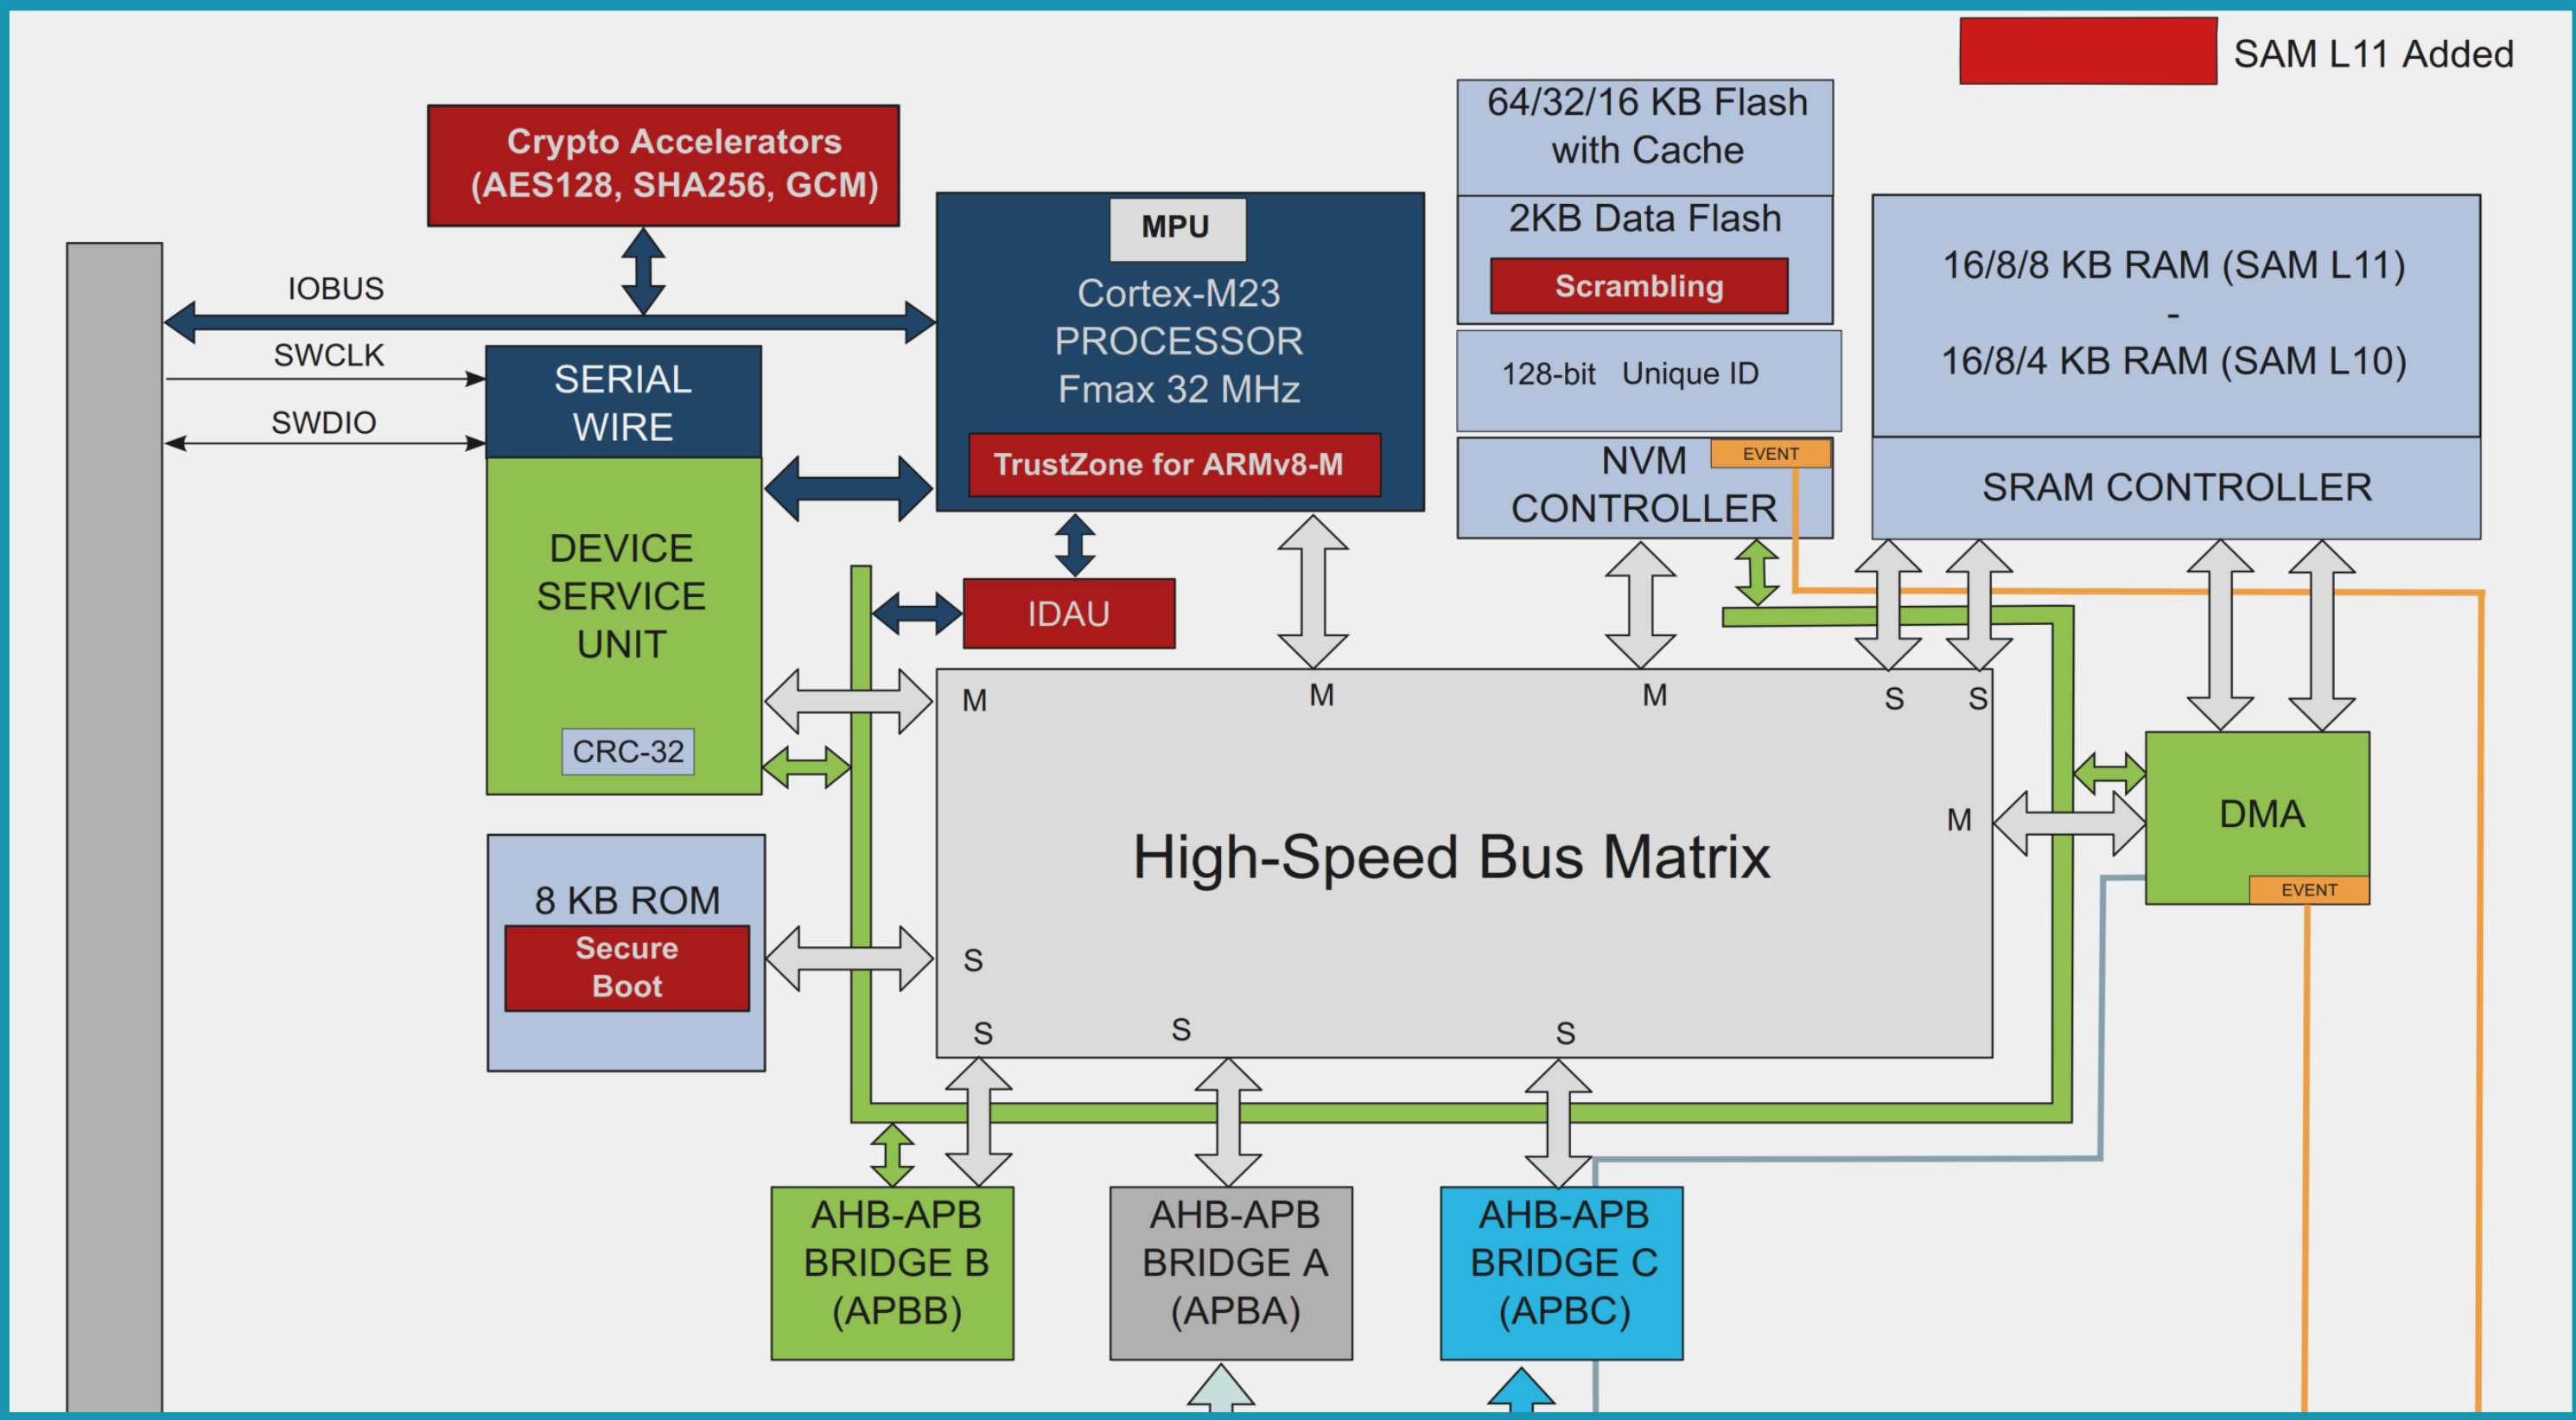 SAM L11 Added
Crypto Accelerators
(AES128, SHA256, GCM)
64/32/16 KB Flash
with Cache
2KB Data Flash
Scrambling
MPU
Cortex-M23
PROCESSOR
Fmax 32 MHz
TrustZone for ARMv8-M
16/8/8 KB RAM (SAM L11)
-
16/8/4 KB RAM (SAM L10)
SRAM CONTROLLER
IOBUS
SWCLK
SWDIO
SERIAL
WIRE
128-bit Unique ID
NVM
CONTROLLER
EVENT
DEVICE
SERVICE
UNIT
CRC-32
IDAU
M
M
M
S
S
High-Speed Bus Matrix
M
DMA
EVENT
8 KB ROM
Secure
Boot
S
S
S
S
AHB-APB
BRIDGE B
(APBB)
AHB-APB
BRIDGE A
(APBA)
AHB-APB
BRIDGE C
(APBC)